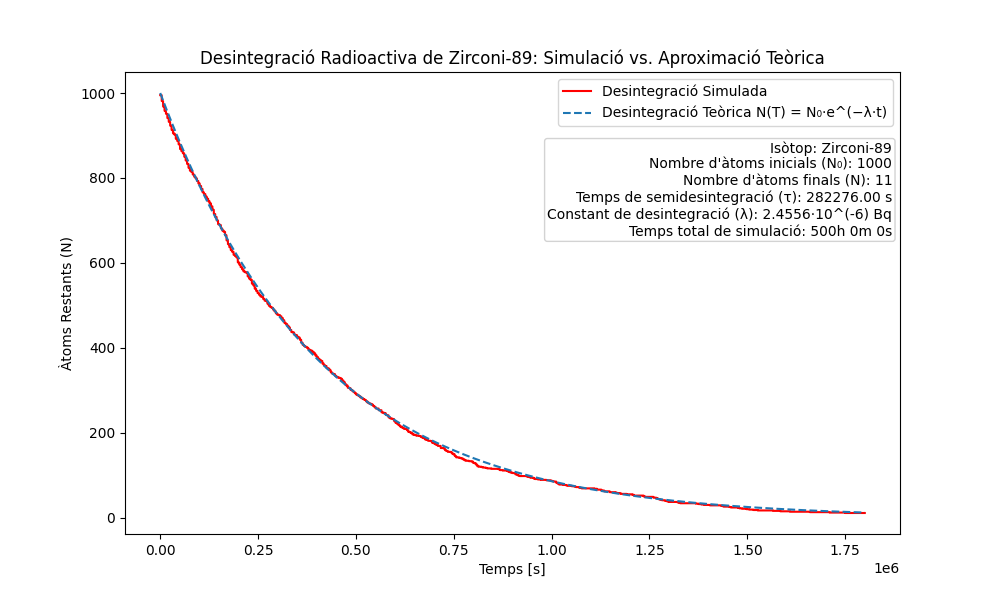 Desintegració Radioactiva de Zirconi-89: Simulació vs. Aproximació Teòrica
Desintegració Simulada
Desintegració Teòrica N(T) = N₀·e^(−λ·t)
Isòtop: Zirconi-89
Nombre d'àtoms inicials (N₀): 1000
Nombre d'àtoms finals (N): 11
Temps de semidesintegració (τ): 282276.00 s
Constant de desintegració (λ): 2.4556·10^(-6) Bq
Temps total de simulació: 500h 0m 0s
Àtoms Restants (N)
1000
800
600
400
200
0
0.00 0.25 0.50 0.75 1.00 1.25 1.50 1.75
1e6
Temps [s]